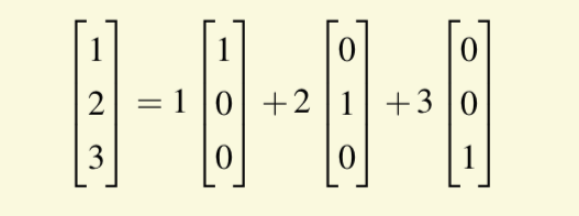 [1 2 3] = 1 [1 0 0] + 2 [0 1 0] + 3 [0 0 1]